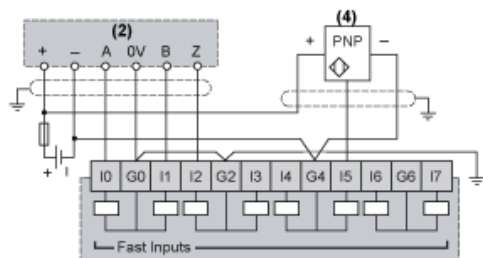 (2)
+ – A 0V B Z
(4)
+ PNP –
+ –
I0 G0 I1 I2 G2 I3 I4 G4 I5 I6 G6 I7
Fast Inputs